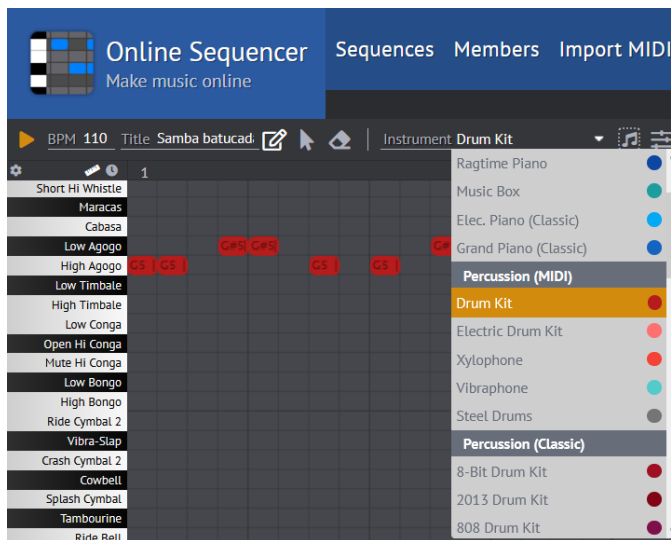 Online Sequencer
Make music online
Sequences Members Import MIDI
BPM 110 Title Samba batucad Instrument Drum Kit
1
Short Hi Whistle
Maracas
Cabasa
Low Agogo G#5 G#5 G#
High Agogo G5 G5 G5 G5
Low Timbale
High Timbale
Low Conga
Open Hi Conga
Mute Hi Conga
Low Bongo
High Bongo
Ride Cymbal 2
Vibra-Slap
Crash Cymbal 2
Cowbell
Splash Cymbal
Tambourine
Ride Bell
Ragtime Piano
Music Box
Elec. Piano (Classic)
Grand Piano (Classic)
Percussion (MIDI)
Drum Kit
Electric Drum Kit
Xylophone
Vibraphone
Steel Drums
Percussion (Classic)
8-Bit Drum Kit
2013 Drum Kit
808 Drum Kit